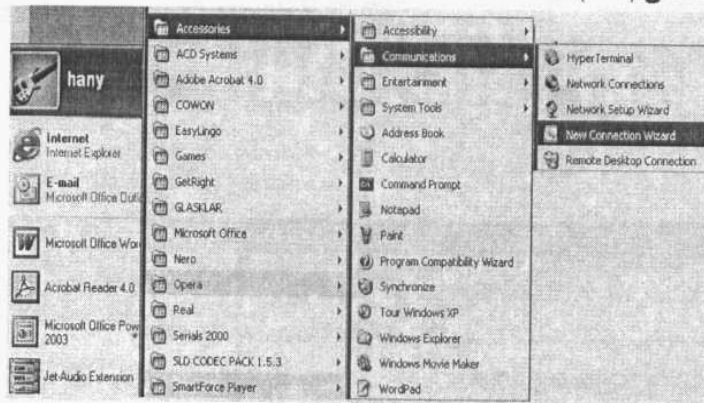 hany
Internet
Internet Explorer
E-mail
Microsoft Office Outl
Microsoft Office Wor
Acrobat Reader 4.0
Microsoft Office Pow
2003
Jet-Audio Extension
Accessories
ACD Systems
Adobe Acrobat 4.0
COWON
EasyLingo
Games
GetRight
GLASKLAR
Microsoft Office
Nero
Opera
Real
Serials 2000
SLD CODEC PACK 1.5.3
SmartForce Player
Accessibility
Communications
Entertainment
System Tools
Address Book
Calculator
Command Prompt
Notepad
Paint
Program Compatibility Wizard
Synchronize
Tour Windows XP
Windows Explorer
Windows Movie Maker
WordPad
HyperTerminal
Network Connections
Network Setup Wizard
New Connection Wizard
Remote Desktop Connection